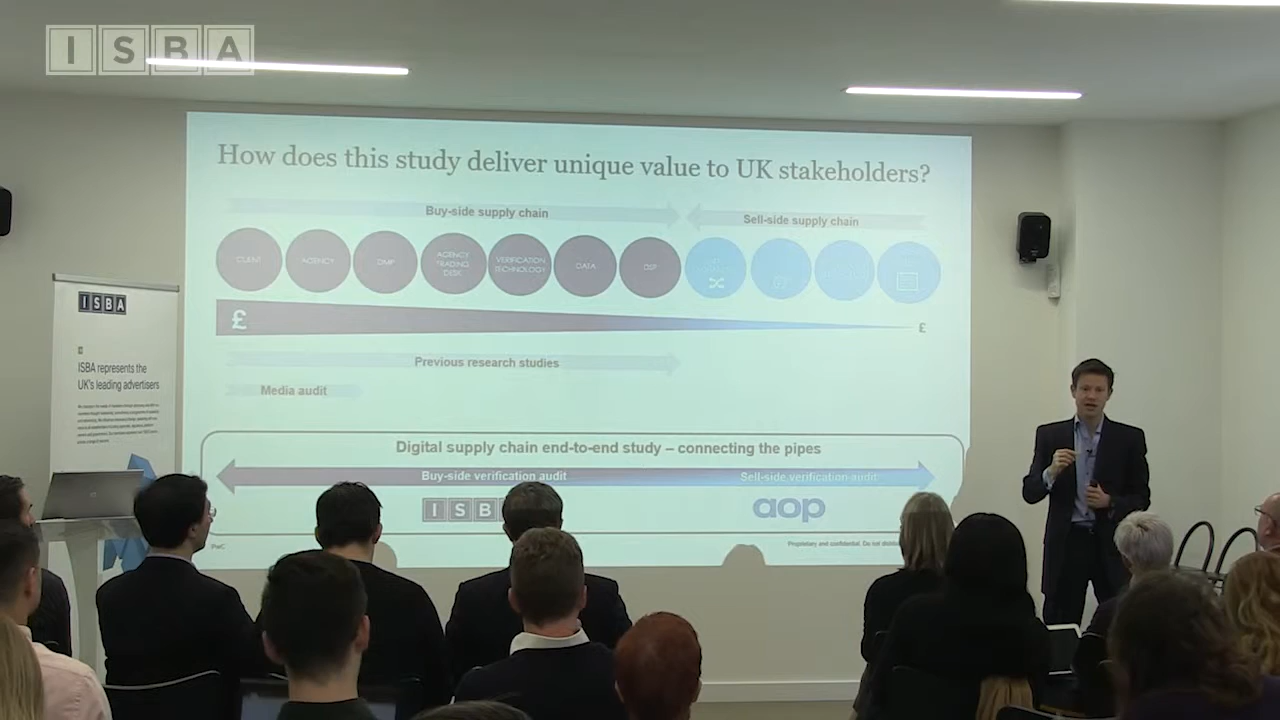 ISBA
How does this study deliver unique value to UK stakeholders?
Buy-side supply chain
Sell-side supply chain
CLIENT
AGENCY
DMP
AGENCY
TRADING
DESK
VERIFICATION
TECHNOLOGY
DATA
DSP
£
£
Previous research studies
Media audit
Digital supply chain end-to-end study – connecting the pipes
Buy-side verification audit
Sell-side verification audit
ISB
aop
PwC
Proprietary and confidential. Do not
ISBA
ISBA represents the
UK's leading advertisers